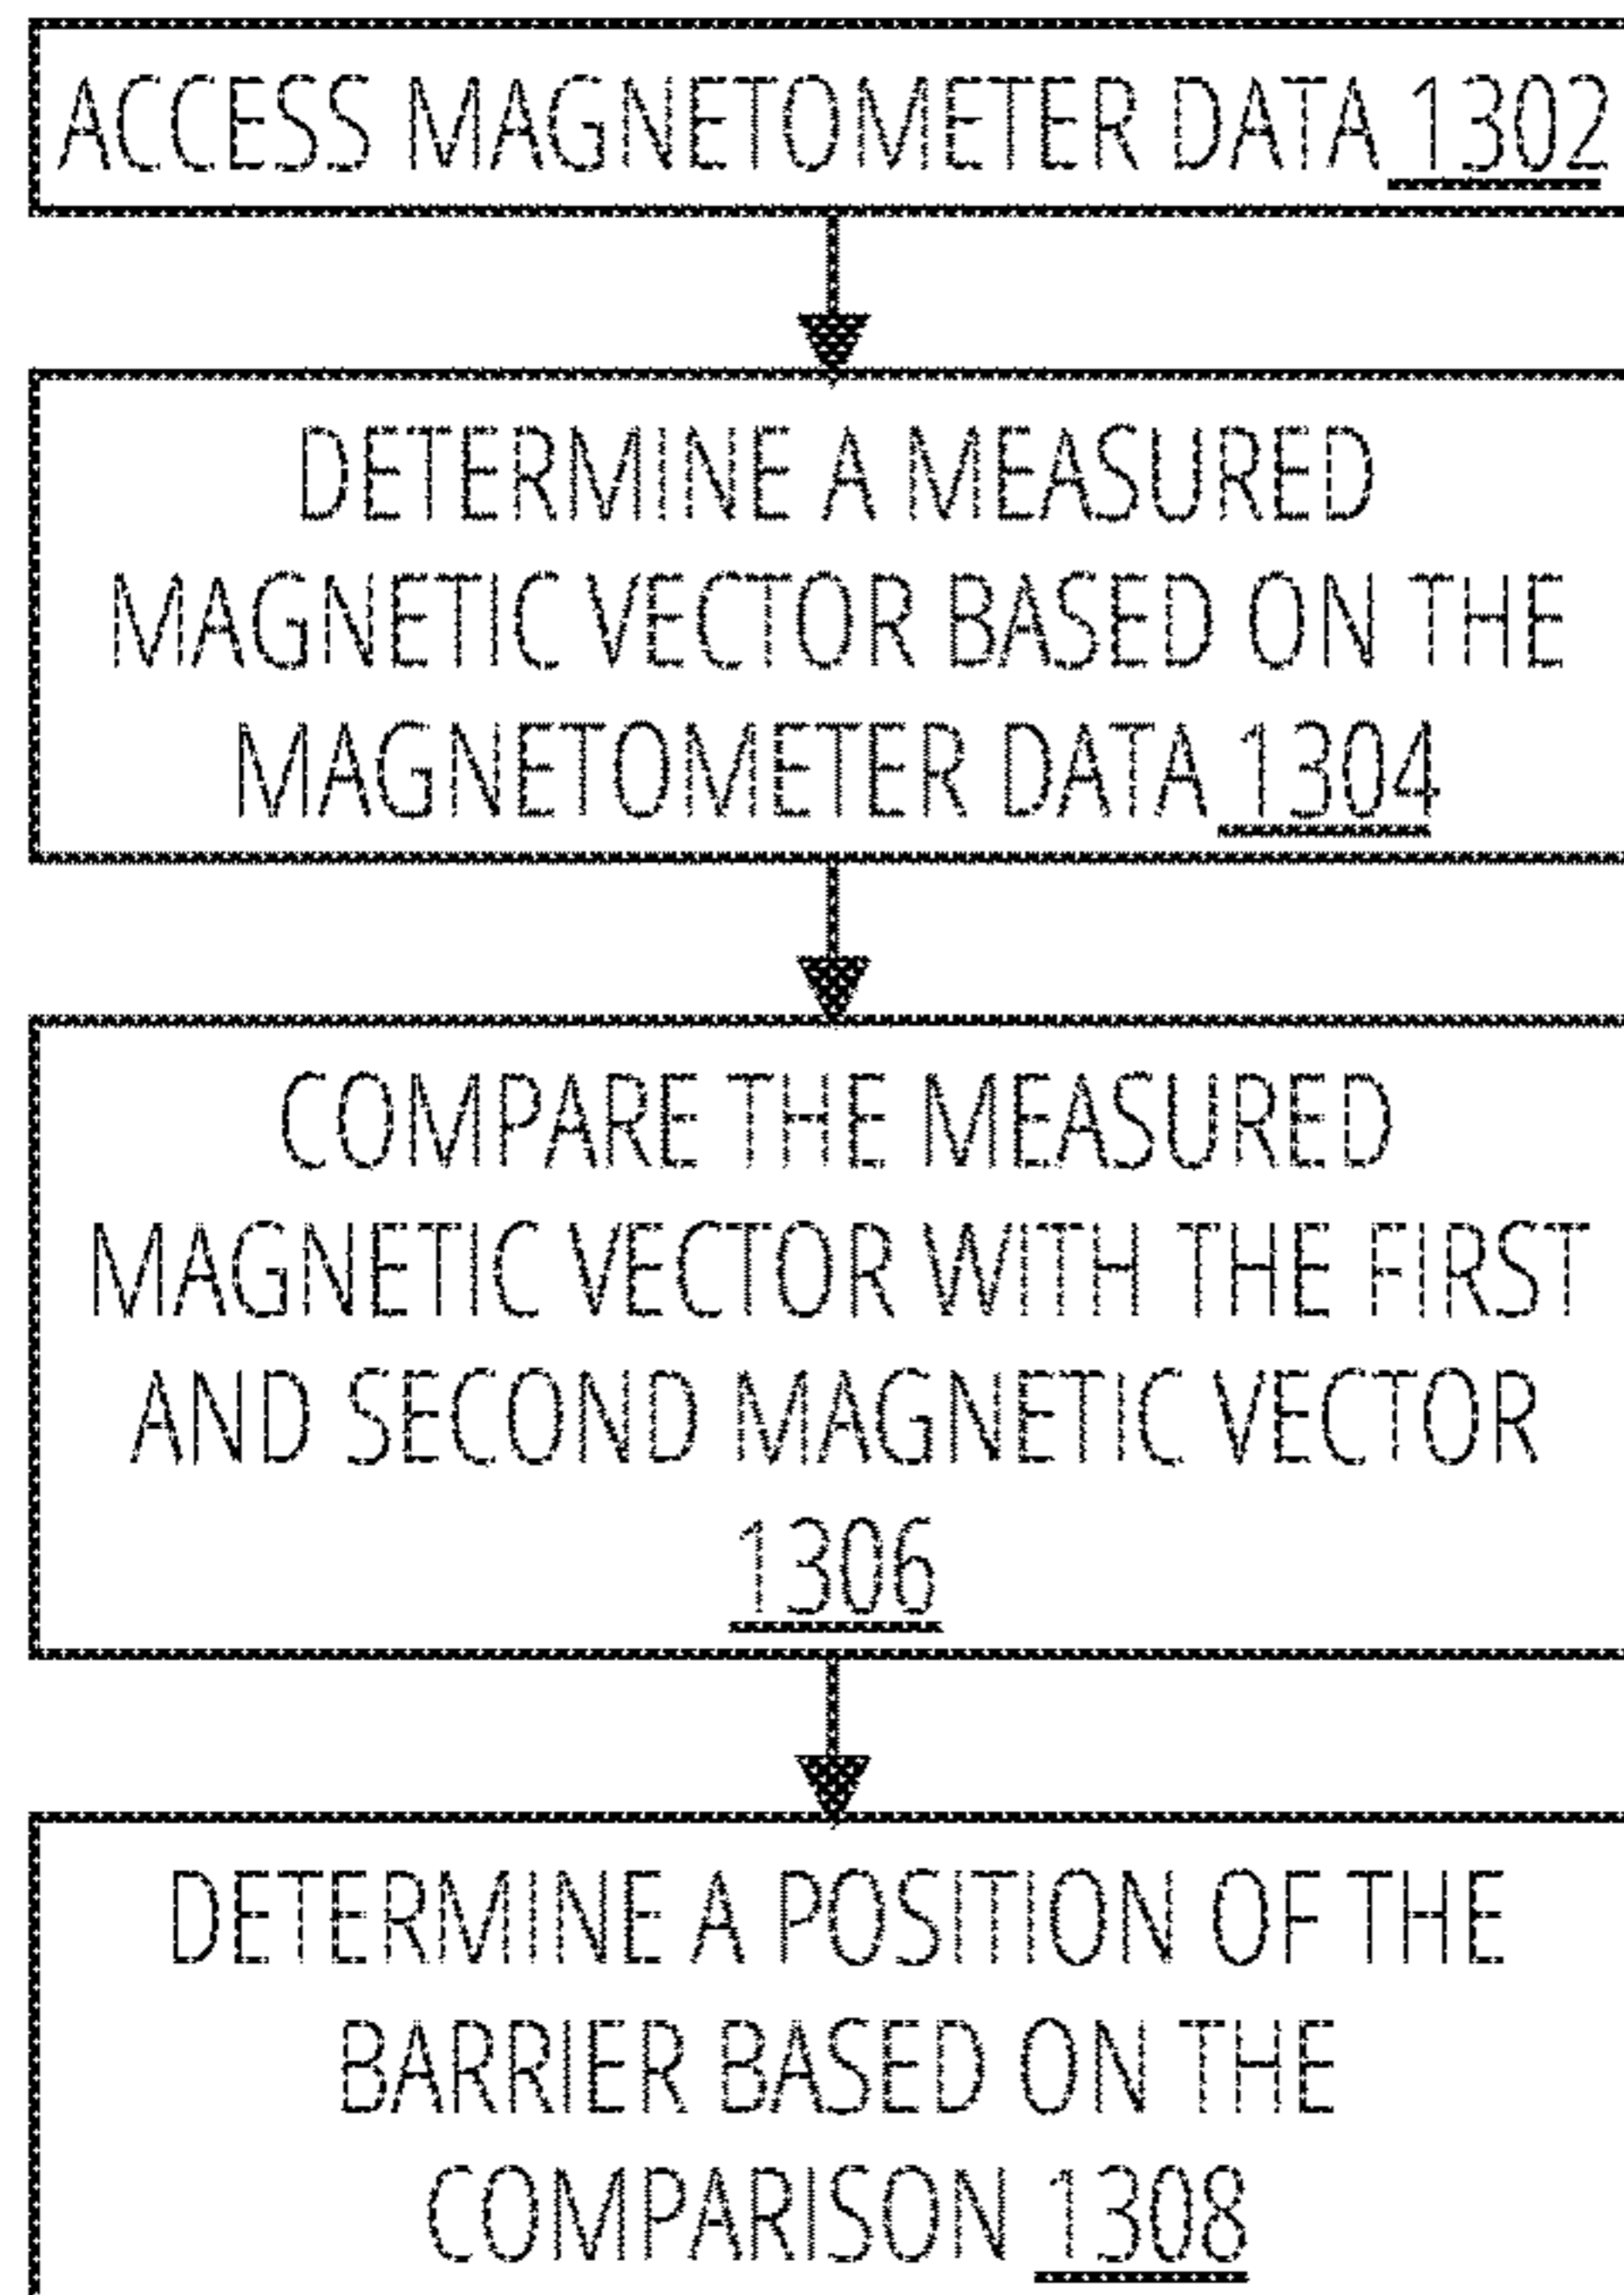 ACCESS MAGNETOMETER DATA 1302
DETERMINE A MEASURED
MAGNETIC VECTOR BASED ON THE
MAGNETOMETER DATA 1304
COMPARE THE MEASURED
MAGNETIC VECTOR WITH THE FIRST
AND SECOND MAGNETIC VECTOR
1306
DETERMINE A POSITION OF THE
BARRIER BASED ON THE
COMPARISON 1308